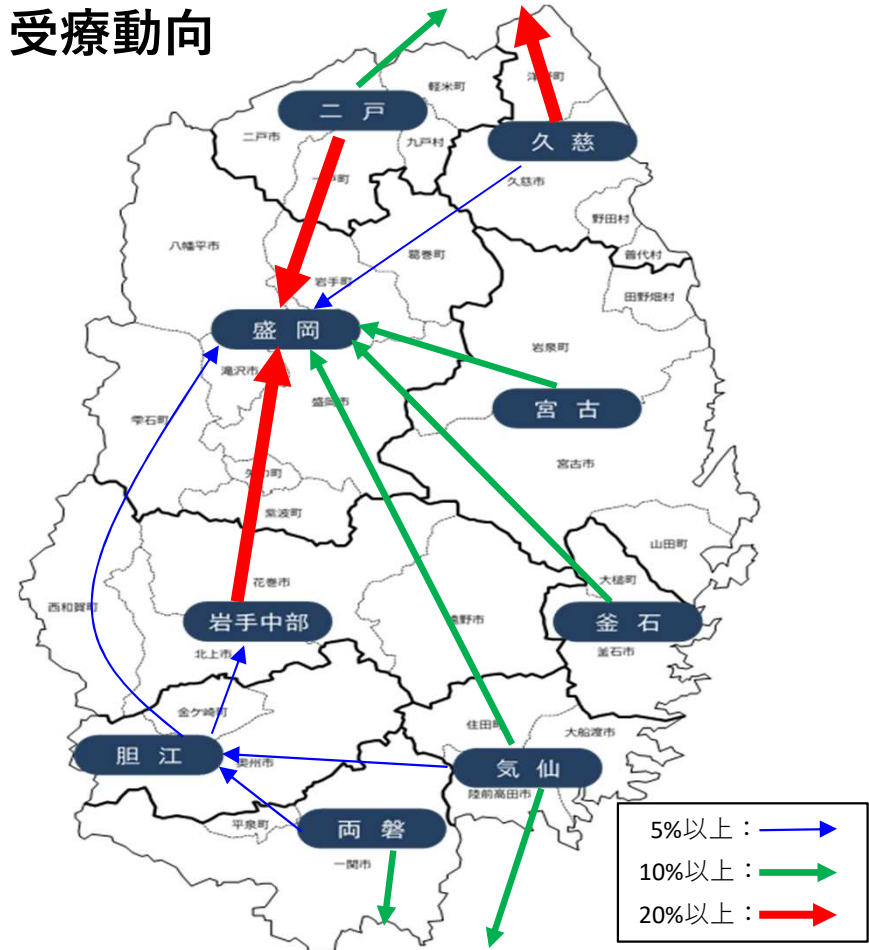 受療動向
軽米町
二 戸
二戸市
九戸村
久 慈
久慈市
野田村
普代村
八幡平市
葛巻町
岩手町
田野畑村
盛 岡
岩泉町
滝沢市
盛岡市
雫石町
宮 古
宮古市
紫波町
山田町
大槌町
花巻市
西和賀町
岩手中部
釜 石
北上市
釜石市
金ケ崎町
住田町
大船渡市
胆 江
奥州市
気 仙
陸前高田市
平泉町
両 磐
一関市
5%以上：
10%以上：
20%以上：